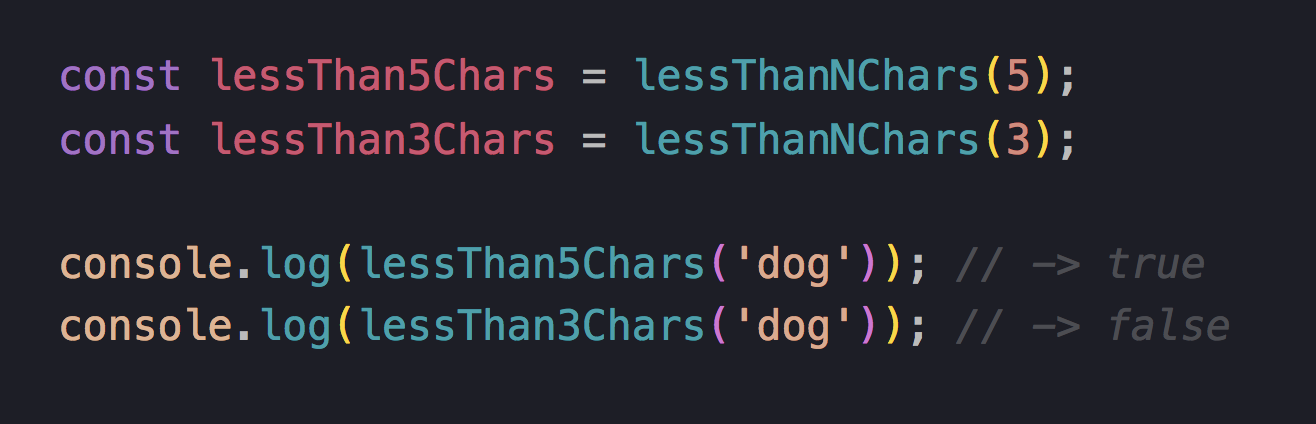 const lessThan5Chars = lessThanNChars(5);
const lessThan3Chars = lessThanNChars(3);
console.log(lessThan5Chars('dog')); // -> true
console.log(lessThan3Chars('dog')); // -> false